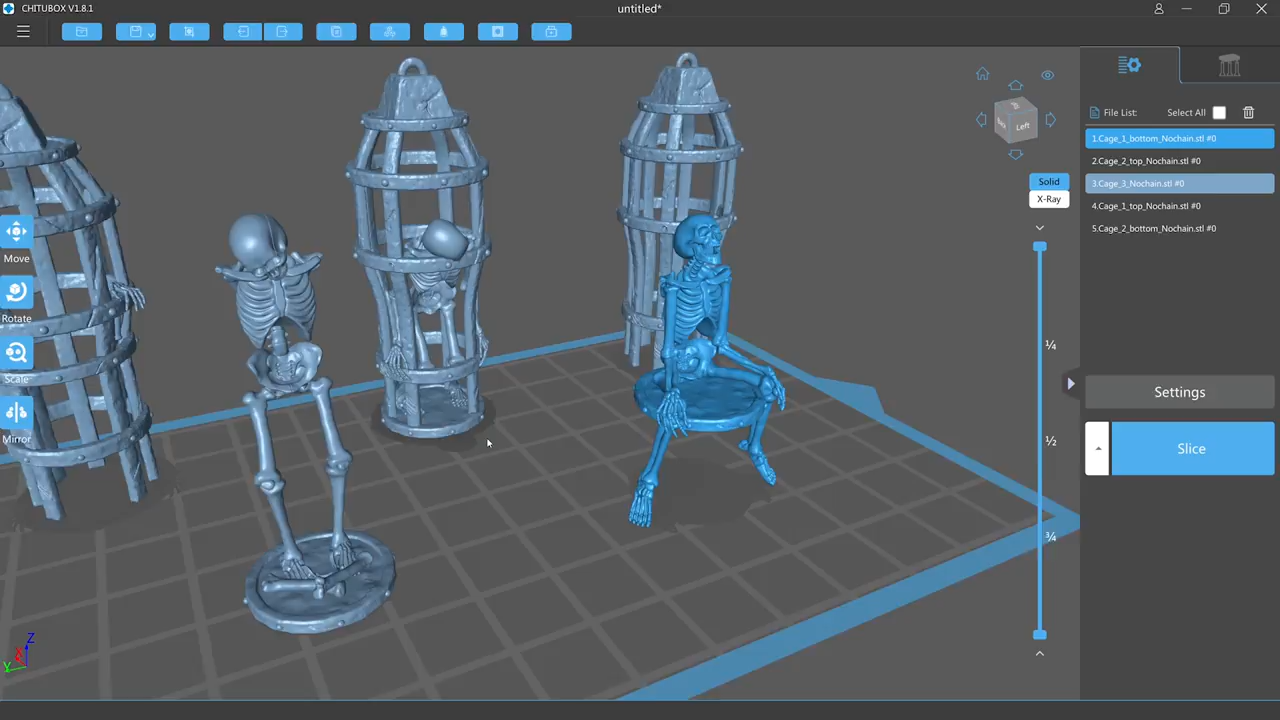 CHITUBOX V1.8.1
untitled*
File List:
Select All
1.Cage_1_bottom_Nochain.stl #0
2.Cage_2_top_Nochain.stl #0
3.Cage_3_Nochain.stl #0
4.Cage_1_top_Nochain.stl #0
5.Cage_2_bottom_Nochain.stl #0
Left
Solid
X-Ray
Move
Rotate
Scale
Mirror
¼
½
¾
Settings
Slice
Z
X
Y